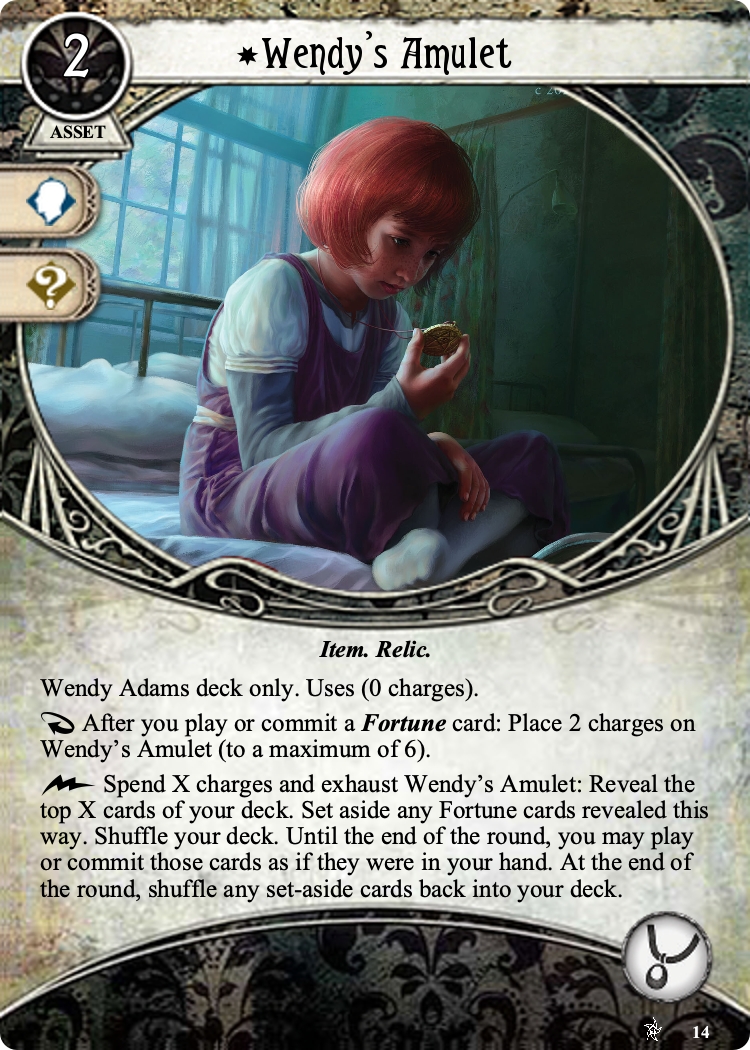 2
Wendy's Amulet
ASSET
Item. Relic.
Wendy Adams deck only. Uses (0 charges).
After you play or commit a Fortune card: Place 2 charges on
Wendy's Amulet (to a maximum of 6).
Spend X charges and exhaust Wendy's Amulet: Reveal the
top X cards of your deck. Set aside any Fortune cards revealed this
way. Shuffle your deck. Until the end of the round, you may play
or commit those cards as if they were in your hand. At the end of
the round, shuffle any set-aside cards back into your deck.
14